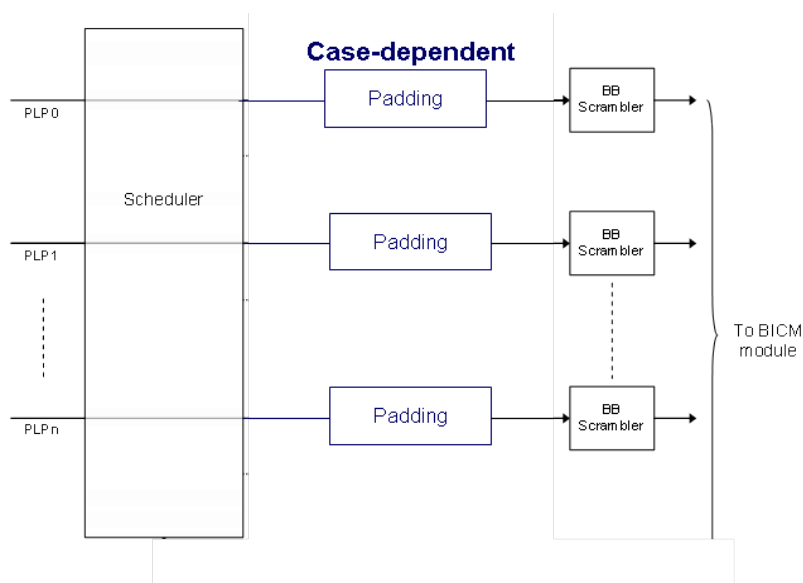 Case-dependent
Padding
BB
Scrambler
PLP0
Scheduler
Padding
BB
Scrambler
PLP1
To BICM
module
Padding
BB
Scrambler
PLPn